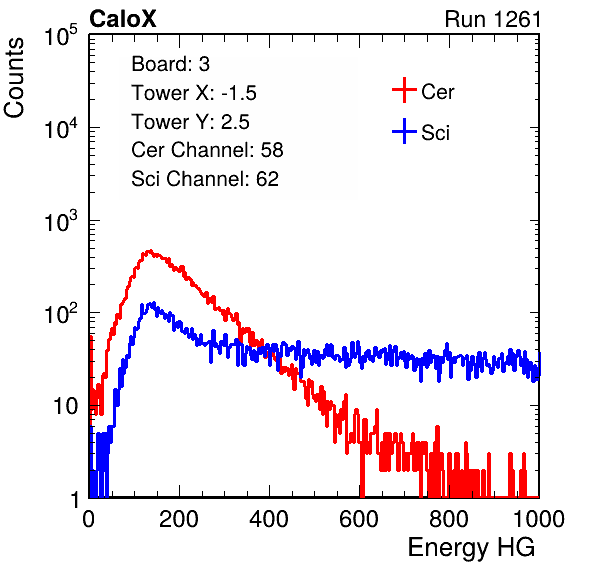 CaloX Run 1261
Counts
10^5
10^4
10^3
10^2
10
1
Board: 3
Tower X: -1.5
Tower Y: 2.5
Cer Channel: 58
Sci Channel: 62
Cer
Sci
0 200 400 600 800 1000
Energy HG